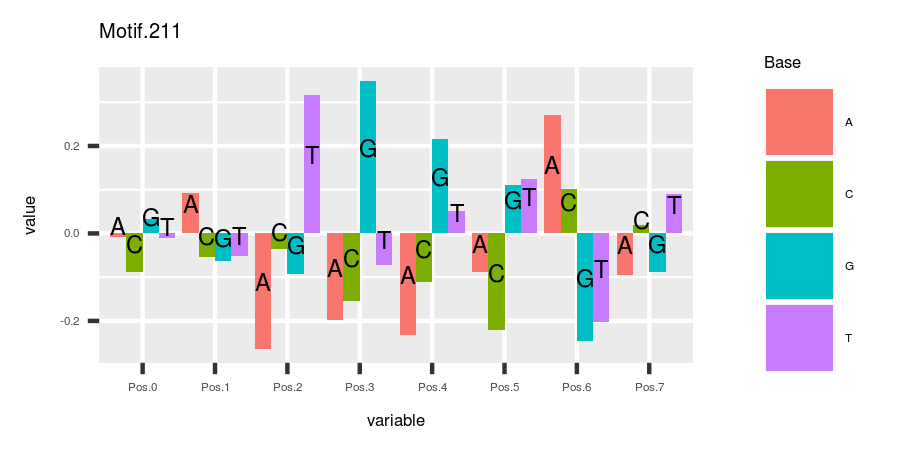 Motif.211
value
0.2
0.0
-0.2
A C G T A C G T A C G T A C G T A C G T A C G T A C G T A C G T
Pos.0 Pos.1 Pos.2 Pos.3 Pos.4 Pos.5 Pos.6 Pos.7
variable
Base
A
C
G
T